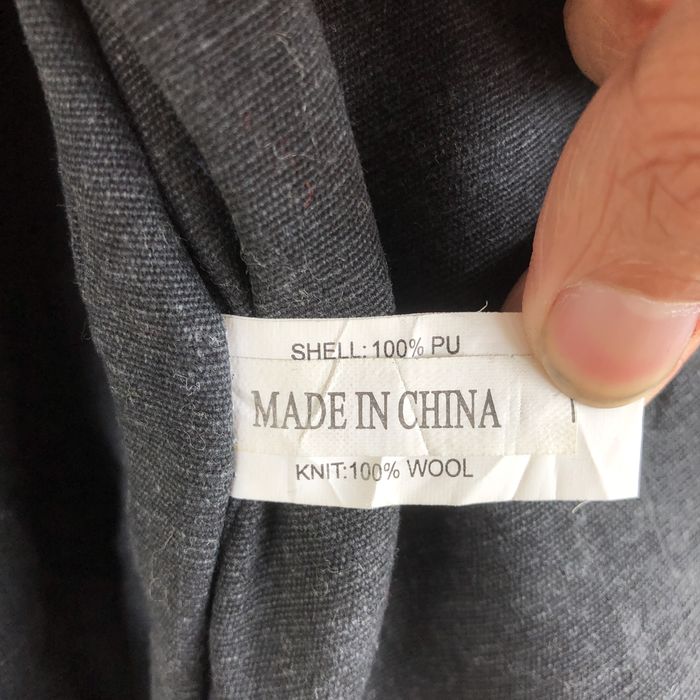 SHELL: 100% PU
MADE IN CHINA
KNIT:100% WOOL